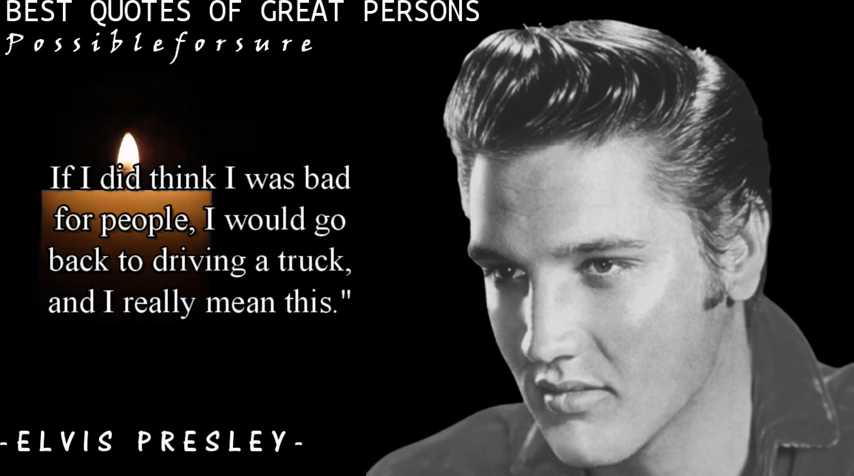 BEST QUOTES OF GREAT PERSONS
Possibleforsure
If I did think I was bad
for people, I would go
back to driving a truck,
and I really mean this."
-ELVIS PRESLEY-